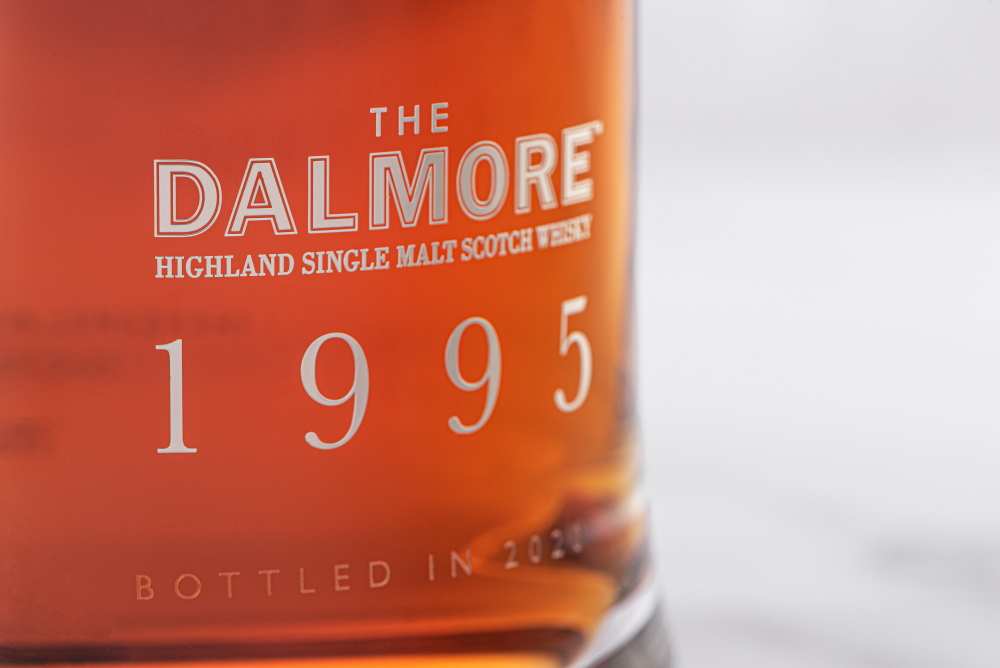 THE
DALMORE
HIGHLAND SINGLE MALT SCOTCH WHISKY
1995
BOTTLED IN 2020